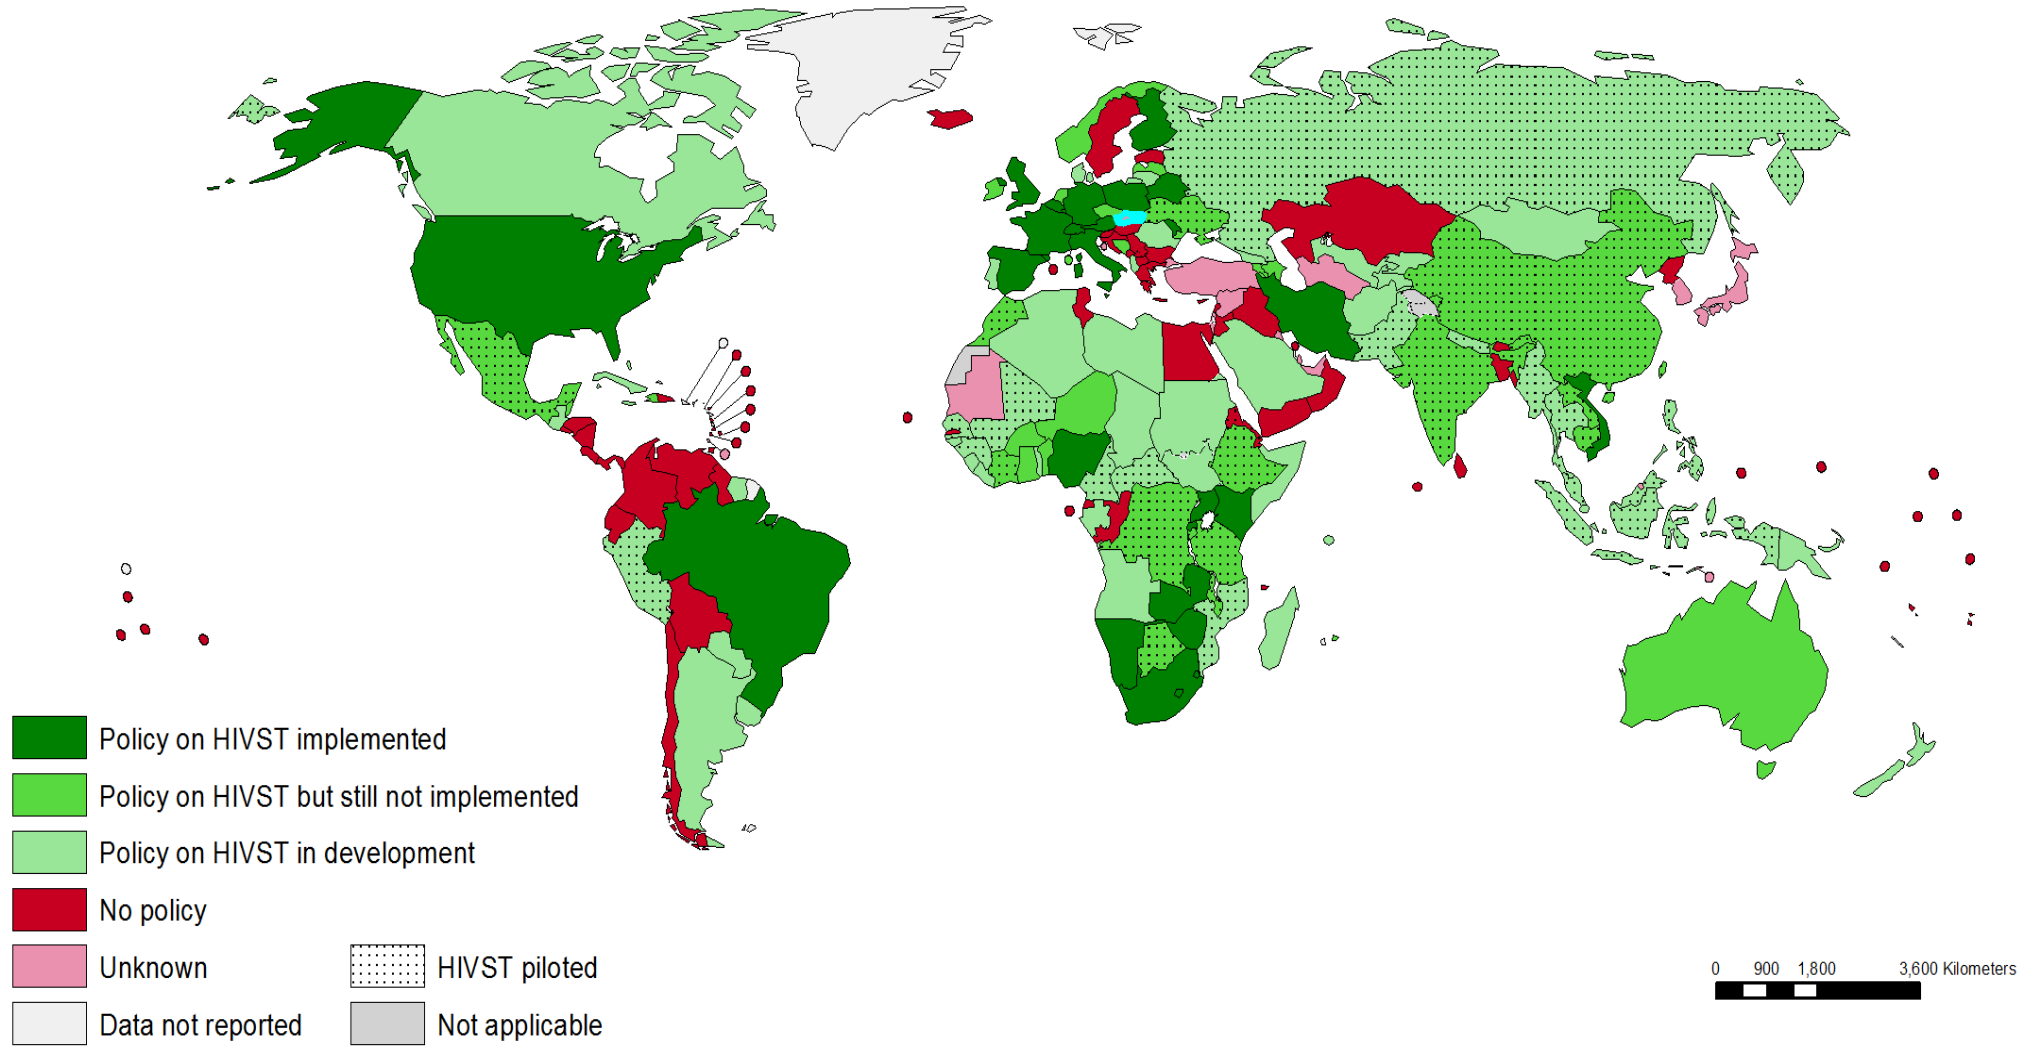 Policy on HIVST implemented
Policy on HIVST but still not implemented
Policy on HIVST in development
No policy
Unknown
HIVST piloted
Data not reported
Not applicable
0 900 1,800 3,600 Kilometers